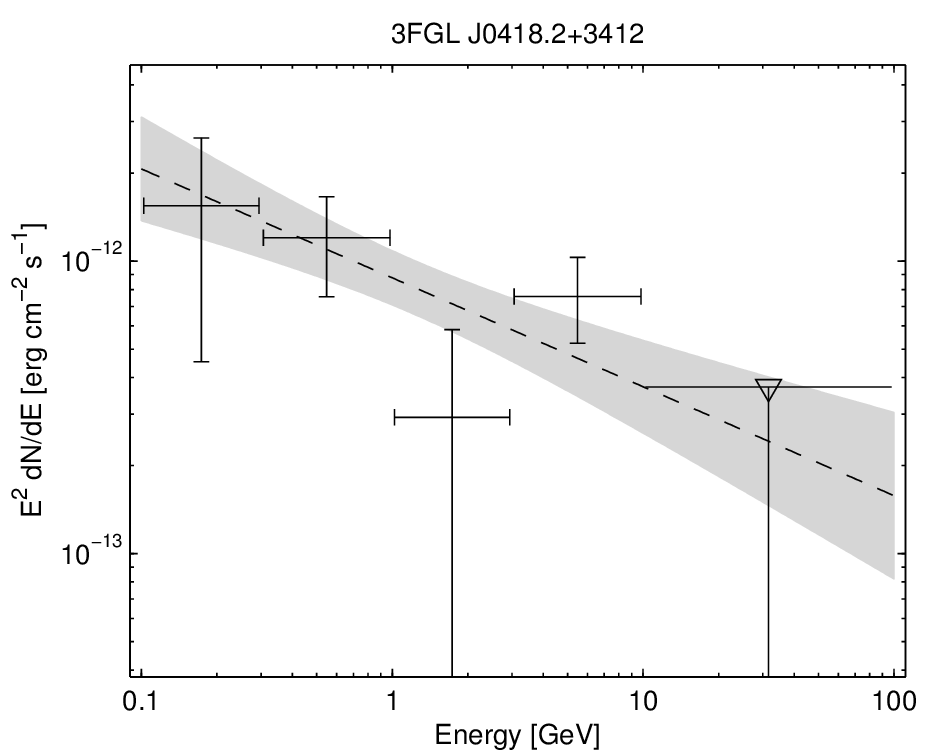 3FGL J0418.2+3412
E² dN/dE [erg cm⁻² s⁻¹]
10⁻¹²
10⁻¹³
0.1 1 10 100
Energy [GeV]